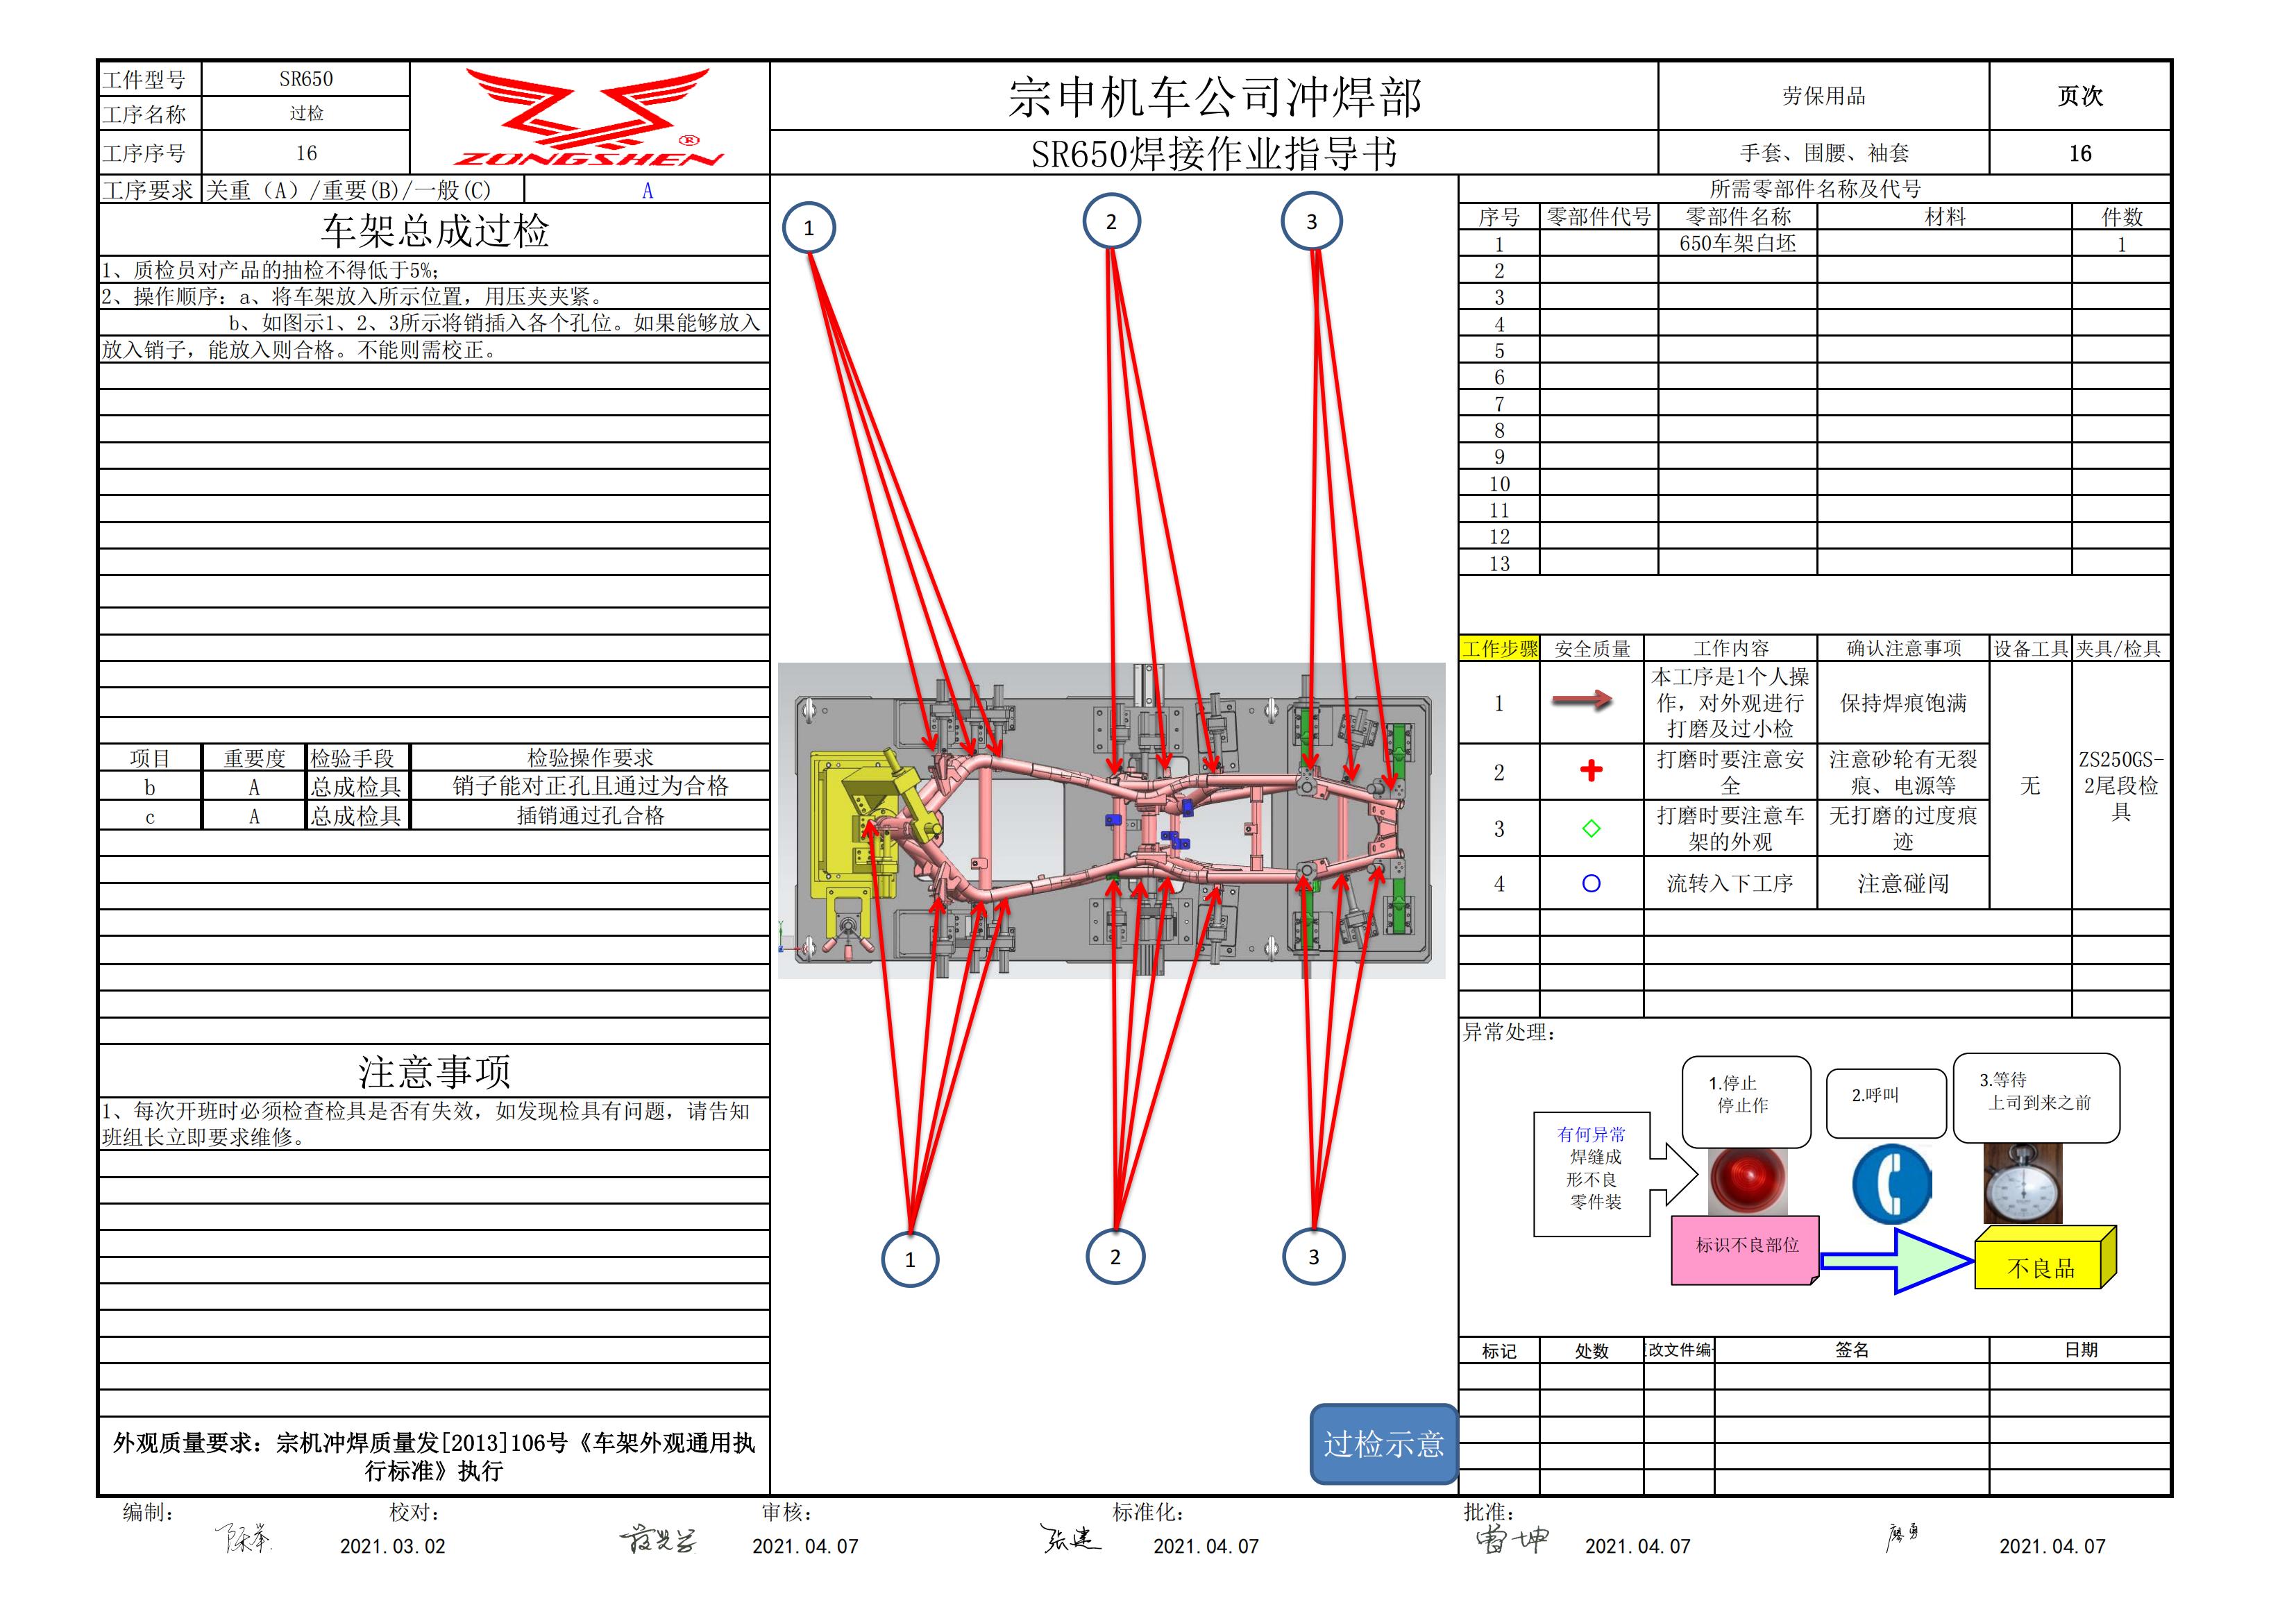 工件型号 SR650
工序名称 过检
工序序号 16
ZONGSHEN ®
宗申机车公司冲焊部
SR650焊接作业指导书
劳保用品 页次
手套、围腰、袖套 16
工序要求 关重（A）/重要(B)/一般(C) A
车架总成过检
1、质检员对产品的抽检不得低于5%;
2、操作顺序：a、将车架放入所示位置，用压夹夹紧。
b、如图示1、2、3所示将销插入各个孔位。如果能够放入
放入销子，能放入则合格。不能则需校正。
项目 重要度 检验手段 检验操作要求
b A 总成检具 销子能对正孔且通过为合格
c A 总成检具 插销通过孔合格
注意事项
1、每次开班时必须检查检具是否有失效，如发现检具有问题，请告知
班组长立即要求维修。
外观质量要求：宗机冲焊质量发[2013]106号《车架外观通用执
行标准》执行
1 2 3
1 2 3
过检示意
所需零部件名称及代号
序号 零部件代号 零部件名称 材料 件数
1 650车架白坯 1
2
3
4
5
6
7
8
9
10
11
12
13
工作步骤 安全质量 工作内容 确认注意事项 设备工具 夹具/检具
1 本工序是1个人操
作，对外观进行
打磨及过小检
保持焊痕饱满
2 打磨时要注意安
全
注意砂轮有无裂
痕、电源等
3 打磨时要注意车
架的外观
无打磨的过度痕
迹
4 流转入下工序 注意碰闯
无
ZS250GS-
2尾段检
具
异常处理：
有何异常
焊缝成
形不良
零件装
1.停止
停止作
2.呼叫
3.等待
上司到来之前
标识不良部位
不良品
标记 处数 改文件编 签名 日期
编制： 校对： 审核： 标准化： 批准：
2021.03.02 2021.04.07 张建 2021.04.07 雷坤 2021.04.07 廖勇 2021.04.07